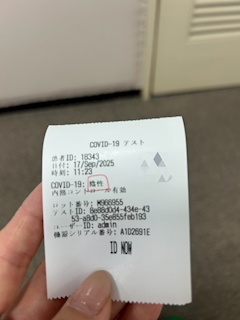 COVID-19 テスト
患者ID: 18343
日付: 17/Sep/2025
時刻: 11:23
COVID-19: 陰性
内部コントロール有効
ロット番号: M966955
テストID: 8e88d0d4-434e-43
53-a8d0-35e855feb193
ユーザーID: admin
機器シリアル番号: A102691E
ID NOW